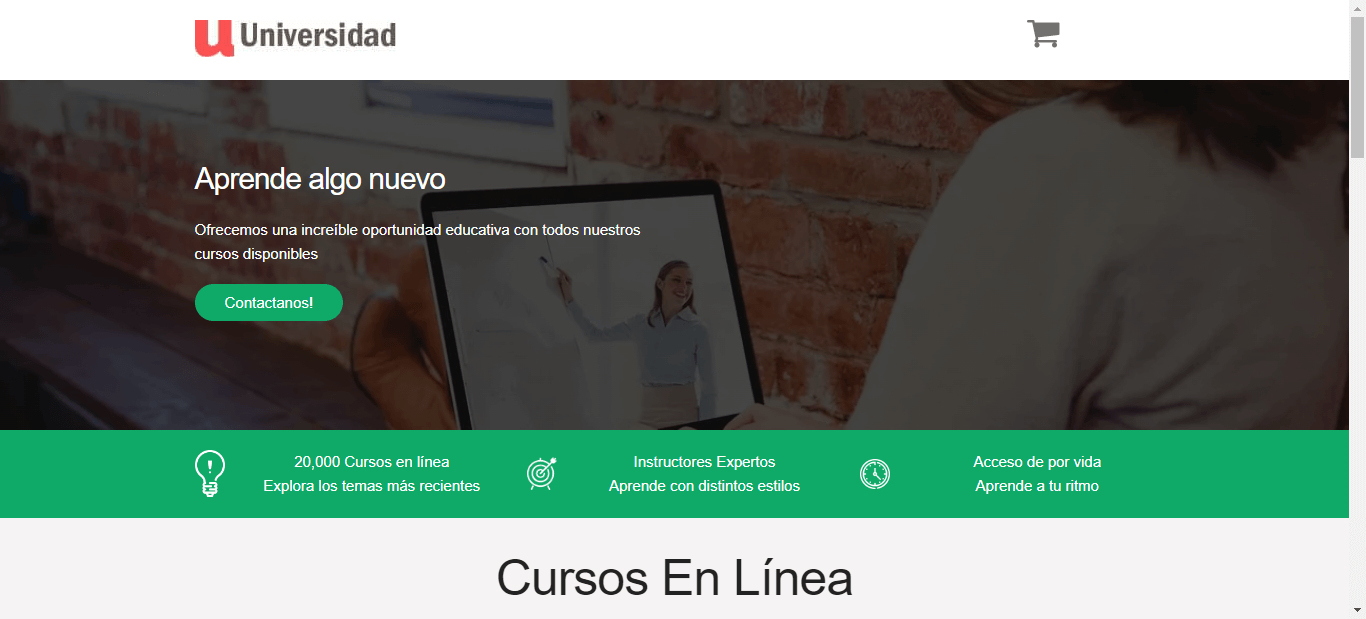 Universidad
Aprende algo nuevo
Ofrecemos una increíble oportunidad educativa con todos nuestros
cursos disponibles
Contactanos!
20,000 Cursos en línea
Explora los temas más recientes
Instructores Expertos
Aprende con distintos estilos
Acceso de por vida
Aprende a tu ritmo
Cursos En Línea